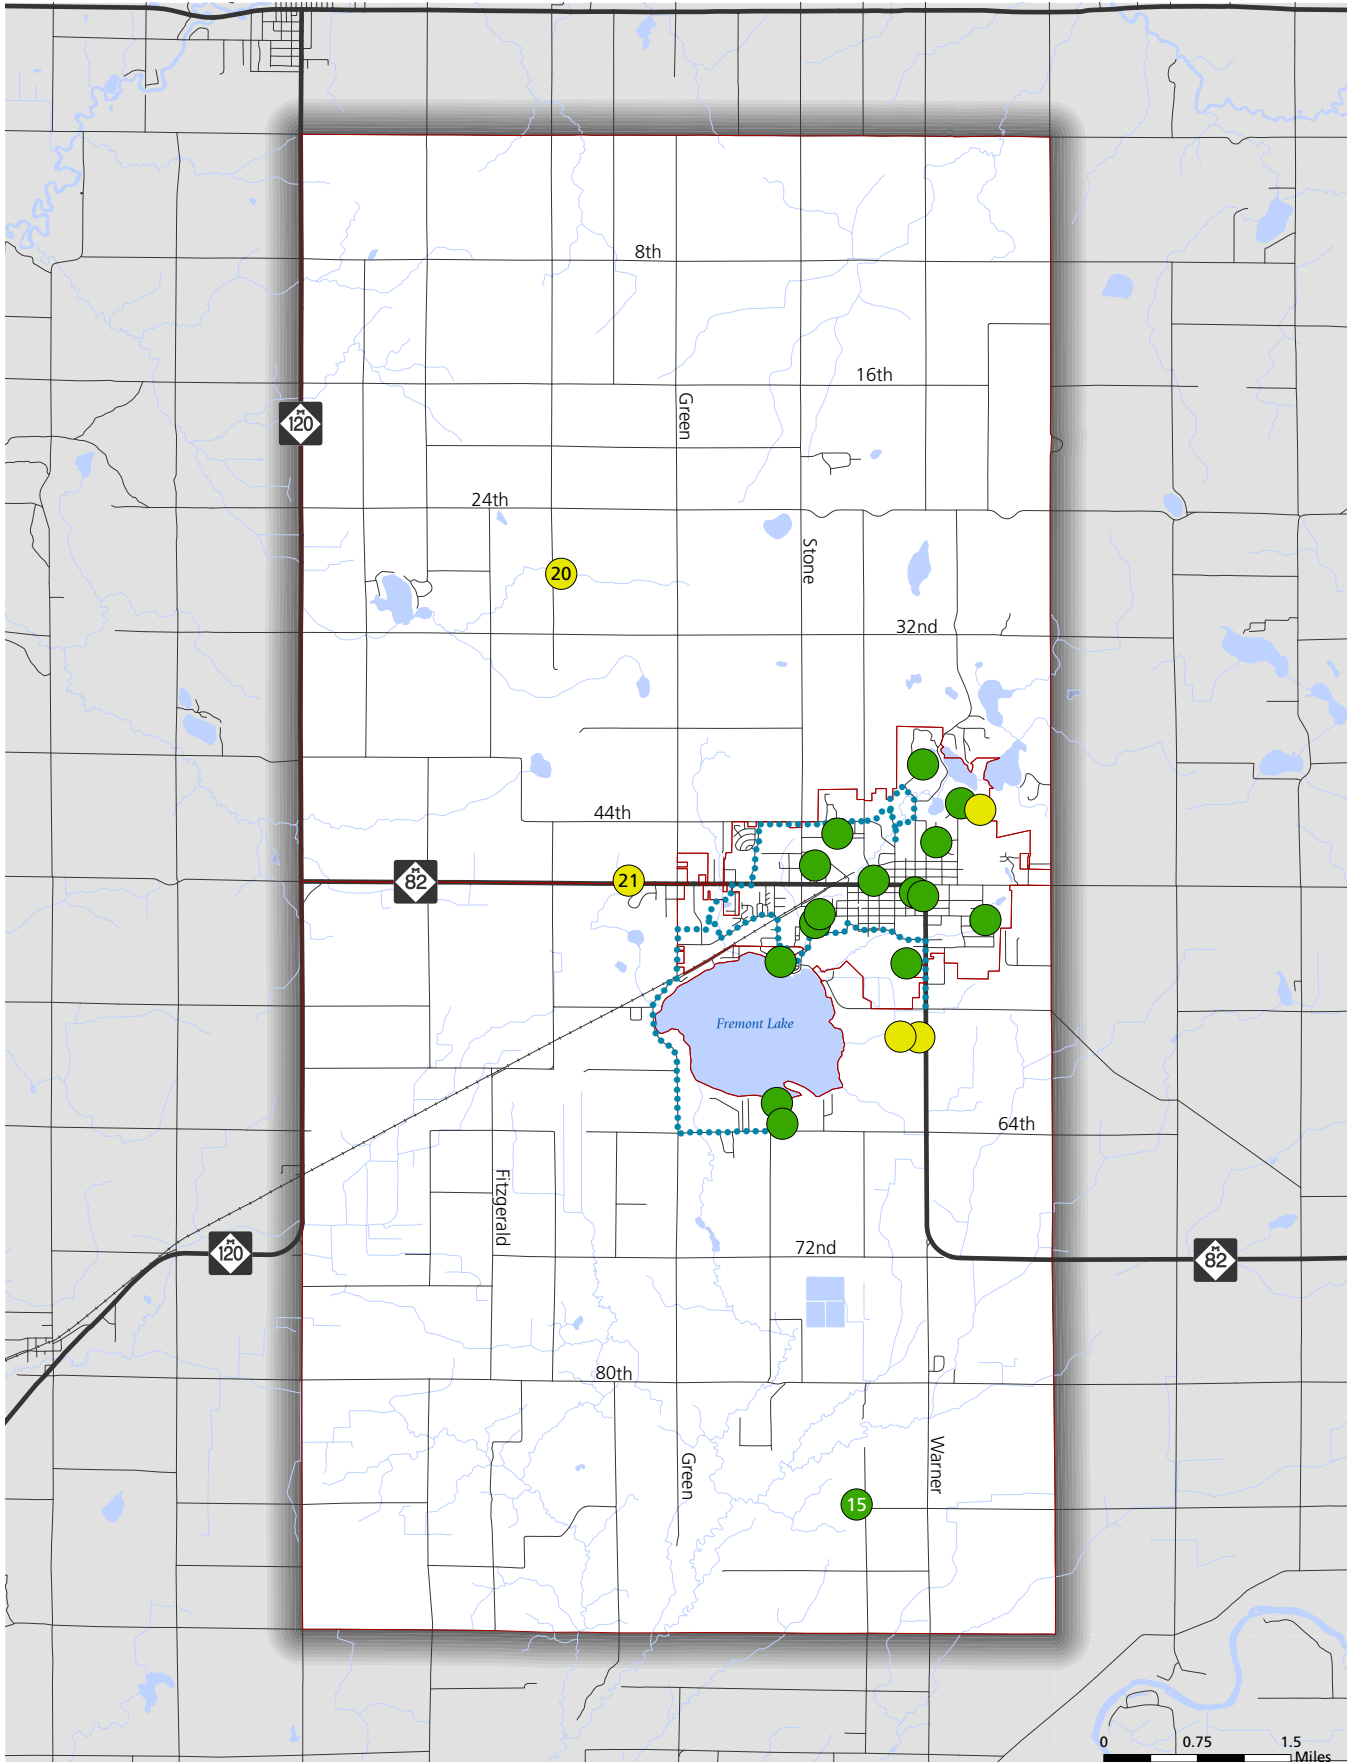 8th
16th
Green
M
120
24th
Stone
20
32nd
44th
M
82
21
Fremont Lake
64th
Fitzgerald
72nd
M
120
M
82
80th
Warner
Green
15
0 0.75 1.5
Miles